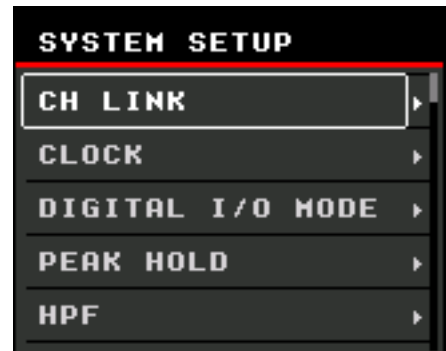 SYSTEM SETUP
CH LINK
CLOCK
DIGITAL I/O MODE
PEAK HOLD
HPF